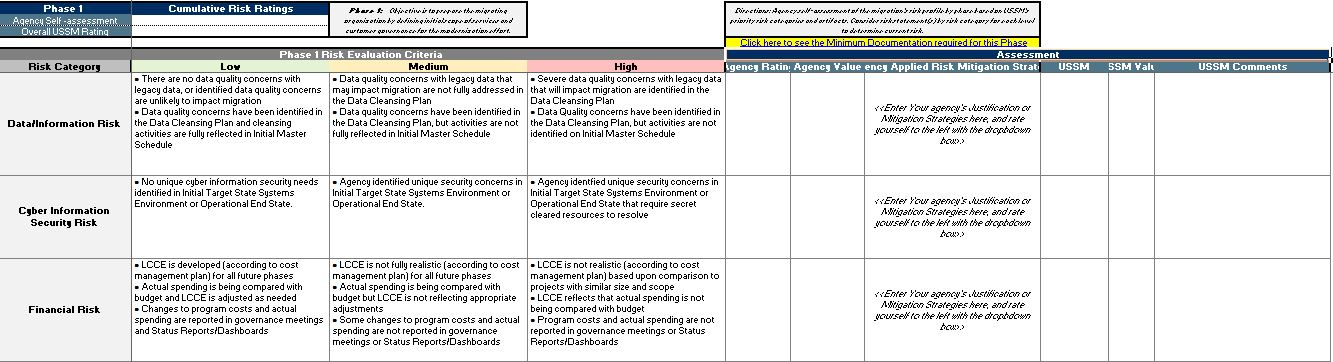 Phase 1
Cumulative Risk Ratings
Agency Self -assessment
Overall USSM Rating
Phase 1: Objective is to prepare the migrating
organization by defining initial scope of services and
customer governance for the modernization effort.
Directions: Agency self-assessment of the migration's risk profile by phase based on USSM's
priority risk categories and artifacts. Consider risk statement(s) by risk category for each level
to determine current risk.
Click here to see the Minimum Documentation required for this Phase
Phase 1 Risk Evaluation Criteria
Assessment
Risk Category
Low
Medium
High
Agency Ratin
Agency Value
ency Applied Risk Mitigation Strat
USSM
SSM Valu
USSM Comments
Data/Information Risk
• There are no data quality concerns with
legacy data, or identified data quality concerns
are unlikely to impact migration
• Data quality concerns have been identified in
the Data Cleansing Plan and cleansing
activities are fully reflected in Initial Master
Schedule
• Data quality concerns with legacy data that
may impact migration are not fully addressed in
the Data Cleansing Plan
• Data quality concerns have been identified in
the Data Cleansing Plan, but activities are not
fully reflected in Initial Master Schedule
• Severe data quality concerns with legacy data
that will impact migration are identified in the
Data Cleansing Plan
• Data Quality concerns have been identified in
the Data Cleansing Plan, but activities are not
identified on Initial Master Schedule
<<Enter Your agency's Justification or
Mitigation Strategies here, and rate
yourself to the left with the dropdown
box>>
Cyber Information
Security Risk
• No unique cyber information security needs
identified in Initial Target State Systems
Environment or Operational End State.
• Agency identified unique security concerns in
Initial Target State Systems Environment or
Operational End State.
• Agency identified unique security concerns in
Initial Target State Systems Environment or
Operational End State that require secret
cleared resources to resolve
<<Enter Your agency's Justification or
Mitigation Strategies here, and rate
yourself to the left with the dropdown
box>>
Financial Risk
• LCCE is developed (according to cost
management plan) for all future phases
• Actual spending is being compared with
budget and LCCE is adjusted as needed
• Changes to program costs and actual
spending are reported in governance meetings
and Status Reports/Dashboards
• LCCE is not fully realistic (according to cost
management plan) for all future phases
• Actual spending is being compared with
budget but LCCE is not reflecting appropriate
adjustments
• Some changes to program costs and actual
spending are not reported in governance
meetings or Status Reports/Dashboards
• LCCE is not realistic (according to cost
management plan) based upon comparison to
projects with similar size and scope
• LCCE reflects that actual spending is not
being compared with budget
• Program costs and actual spending are not
reported in governance meetings or Status
Reports/Dashboards
<<Enter Your agency's Justification or
Mitigation Strategies here, and rate
yourself to the left with the dropdown
box>>